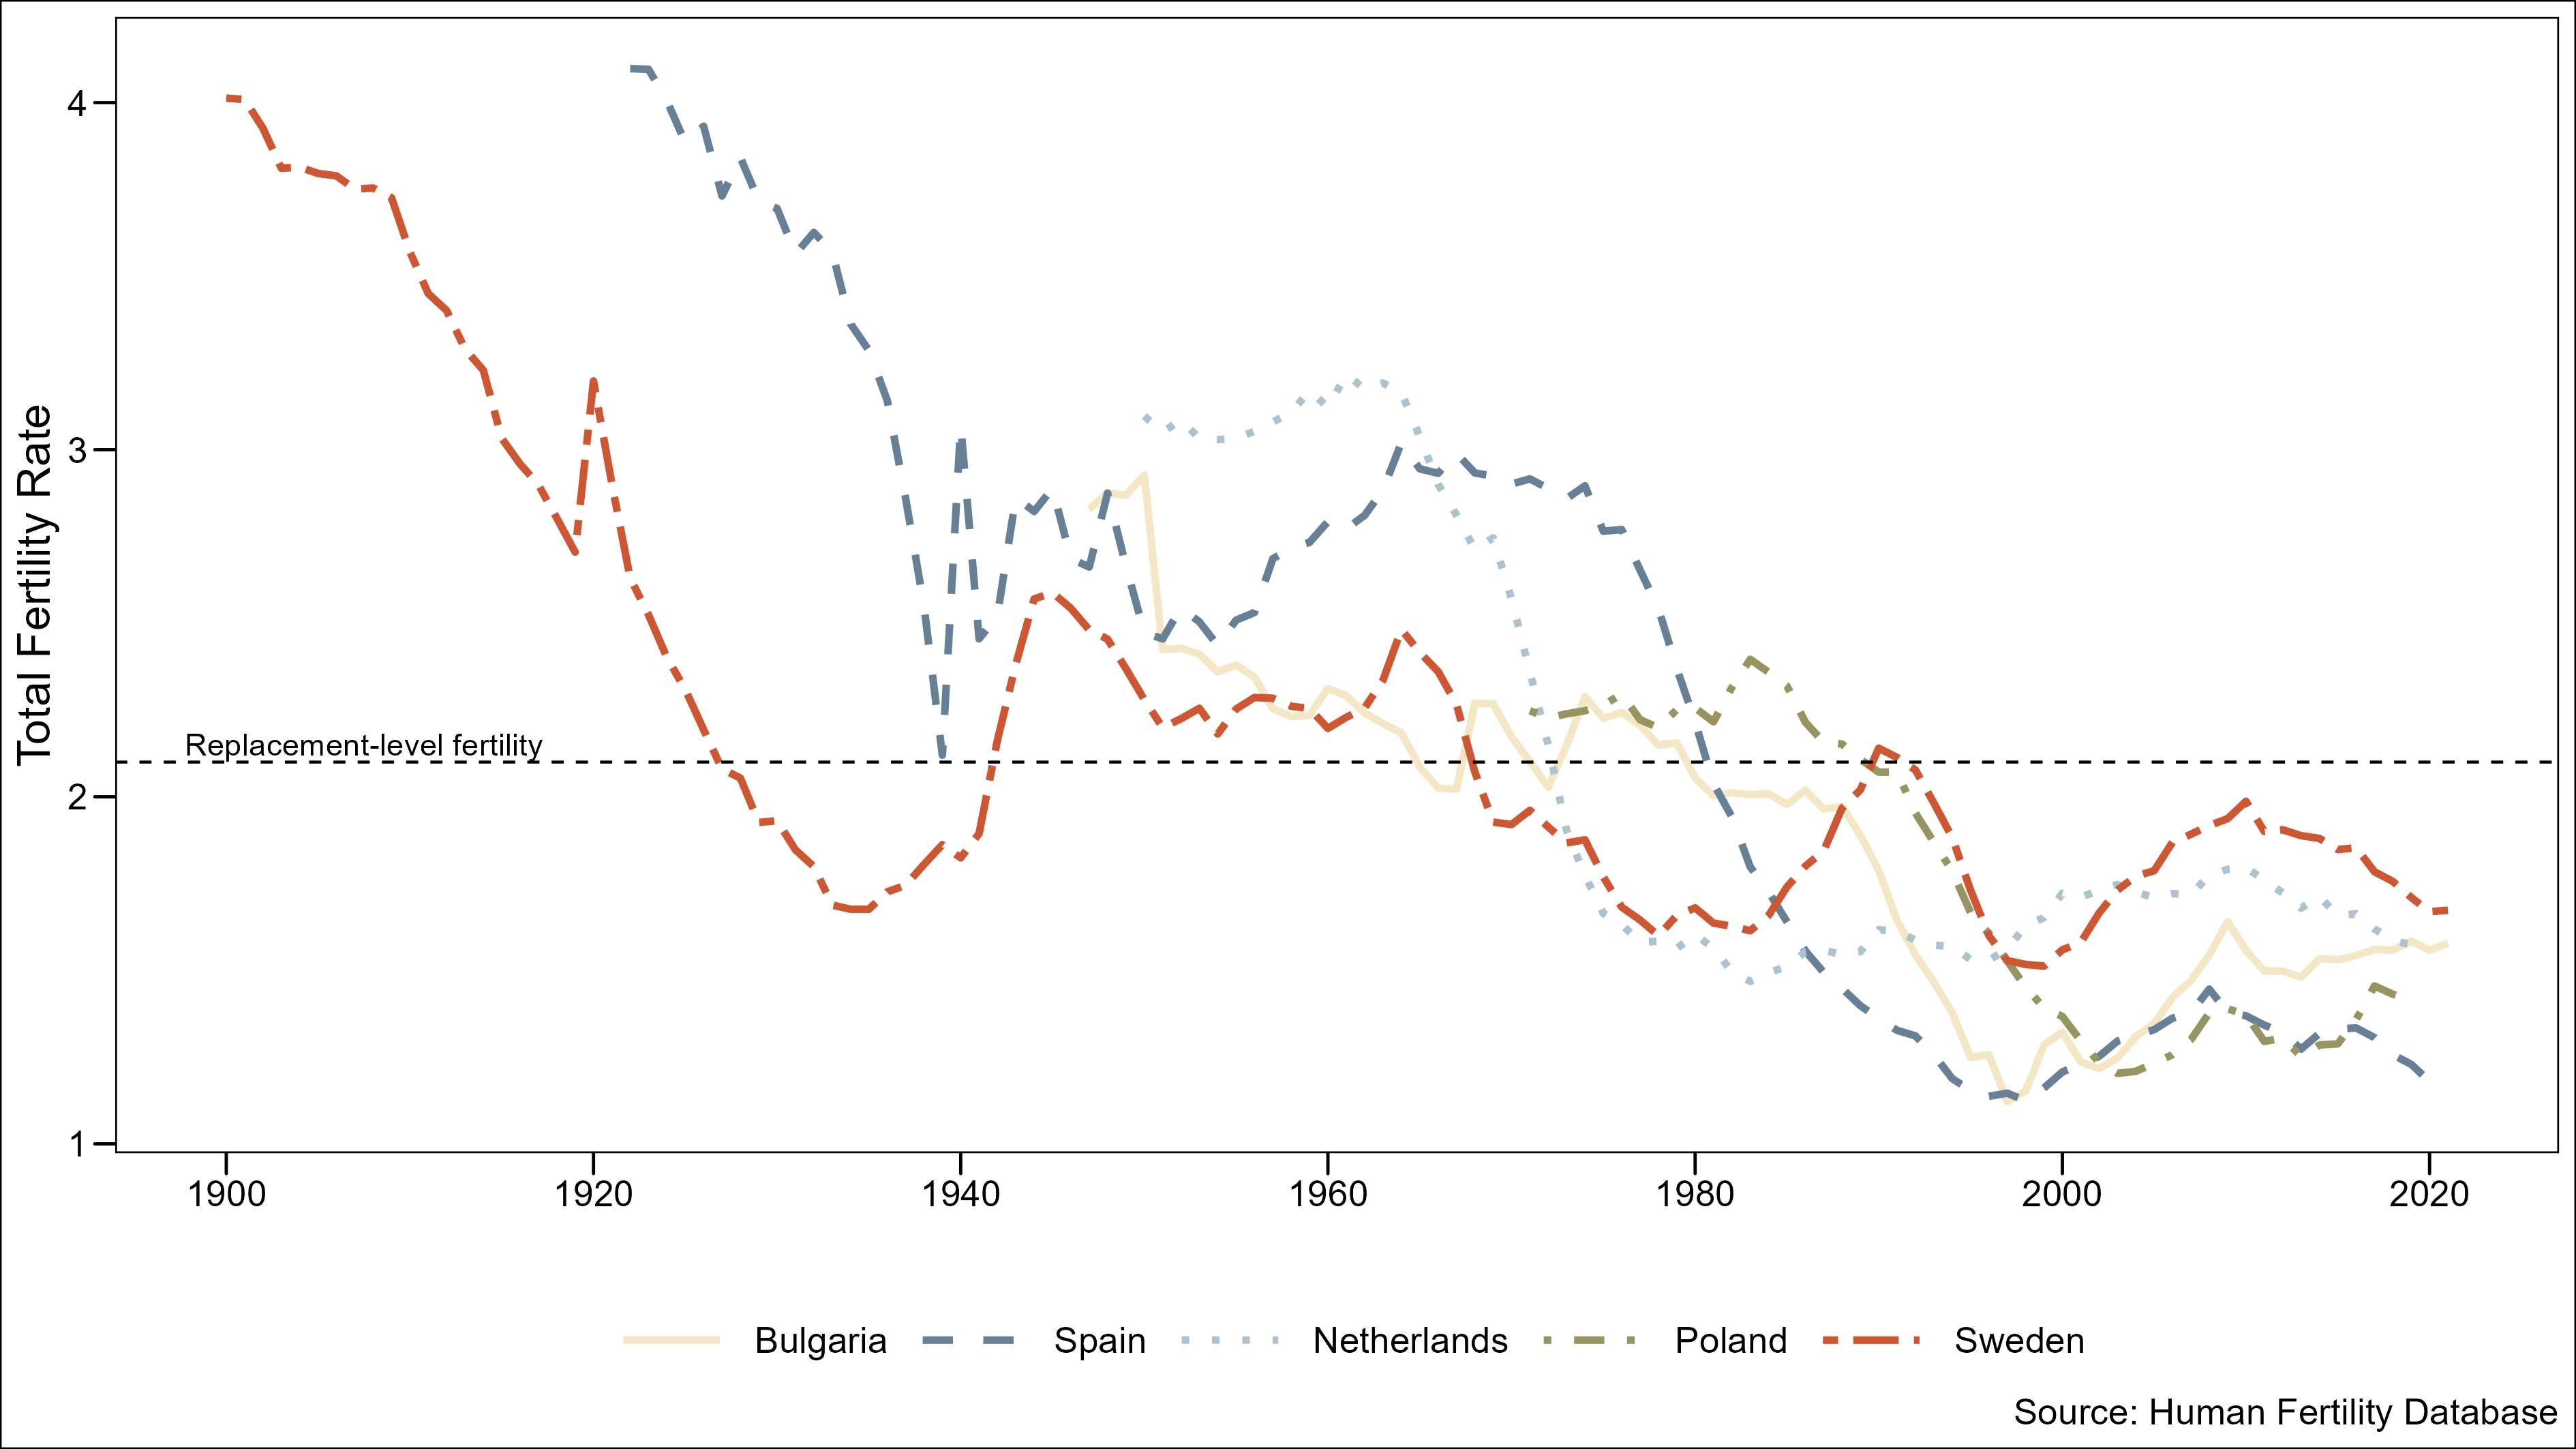 Total Fertility Rate
4
3
2
1
Replacement-level fertility
1900 1920 1940 1960 1980 2000 2020
Bulgaria Spain Netherlands Poland Sweden
Source: Human Fertility Database